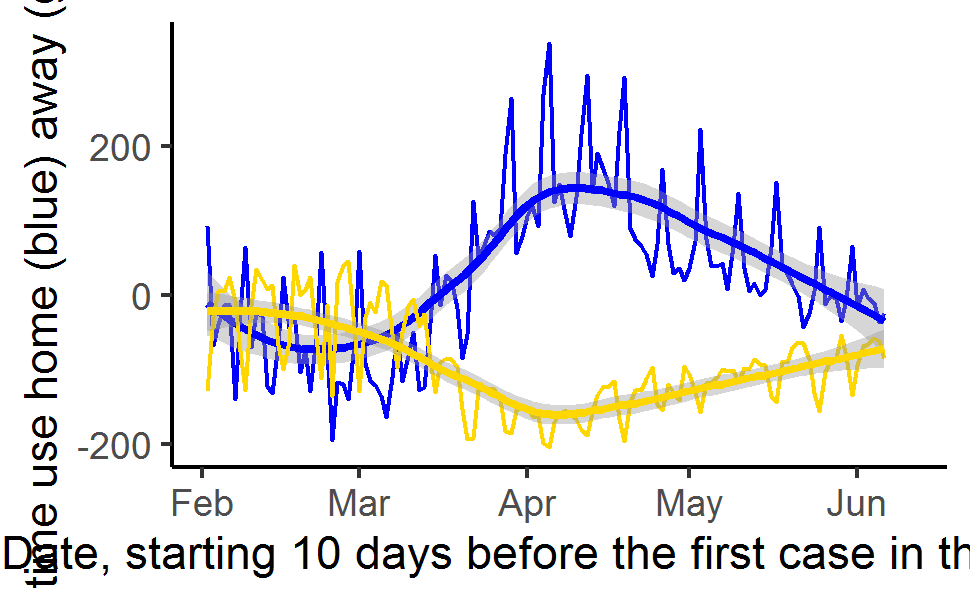 time use home (blue) away (
200
0
-200
Feb Mar Apr May Jun
Date, starting 10 days before the first case in th